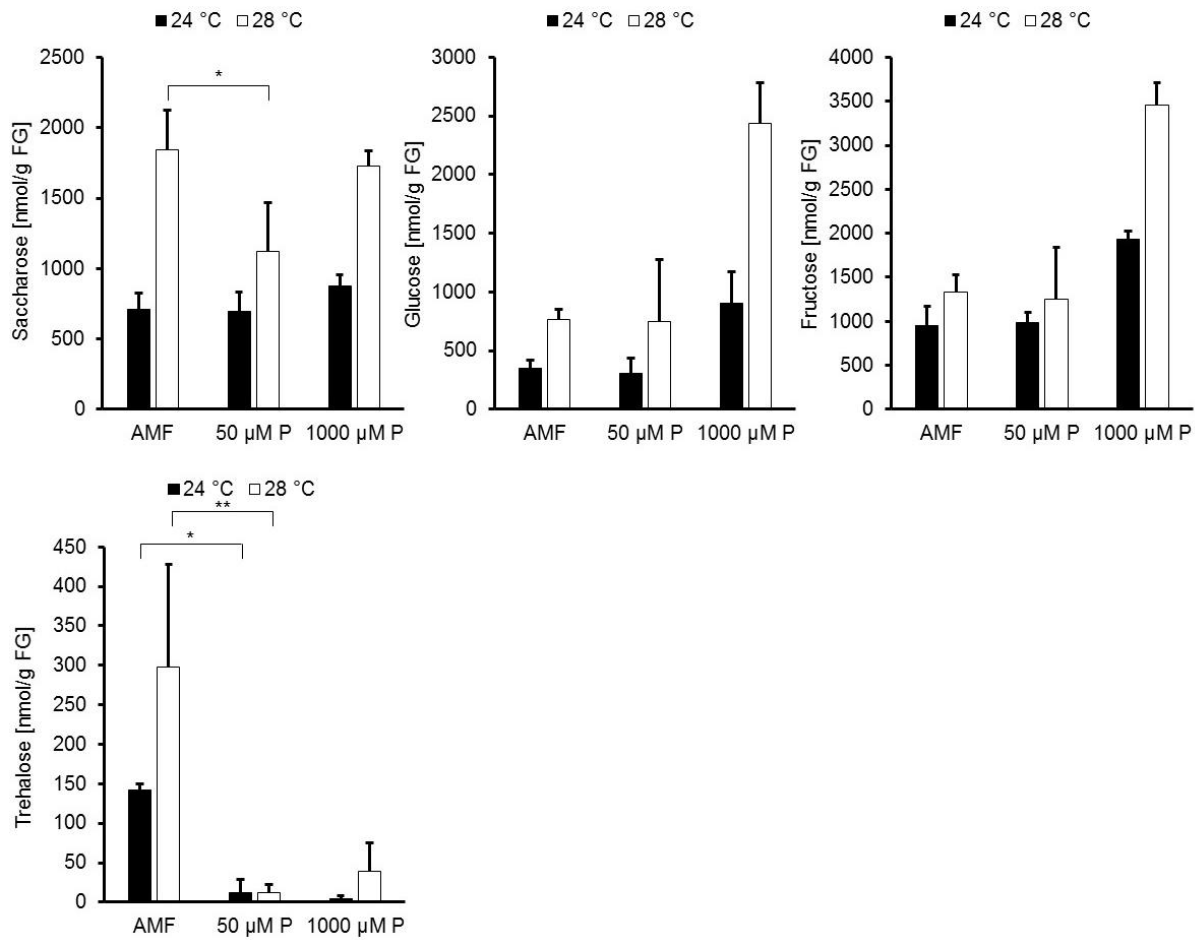 24 °C 28 °C
Saccharose [nmol/g FG]
2500
2000
1500
1000
500
0
*
AMF 50 µM P 1000 µM P
24 °C 28 °C
Glucose [nmol/g FG]
3000
2500
2000
1500
1000
500
0
AMF 50 µM P 1000 µM P
24 °C 28 °C
Fructose [nmol/g FG]
4000
3500
3000
2500
2000
1500
1000
500
0
AMF 50 µM P 1000 µM P
24 °C 28 °C
**
*
Trehalose [nmol/g FG]
450
400
350
300
250
200
150
100
50
0
AMF 50 µM P 1000 µM P